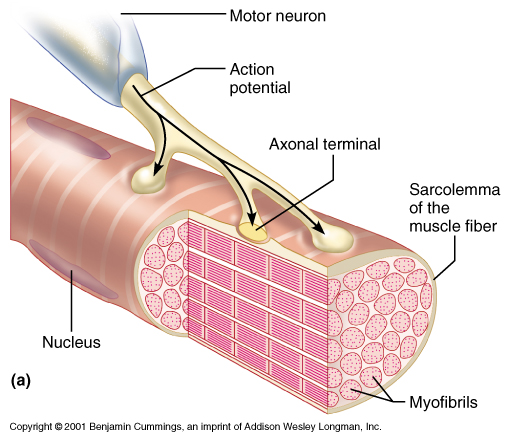 Motor neuron
Action
potential
Axonal terminal
Sarcolemma
of the
muscle fiber
Nucleus
(a)
Myofibrils
Copyright © 2001 Benjamin Cummings, an imprint of Addison Wesley Longman, Inc.